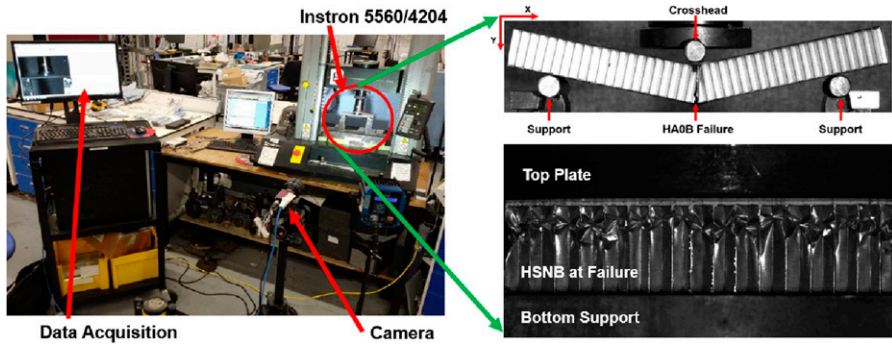 Instron 5560/4204
Data Acquisition
Camera
X
Y
Crosshead
Support
HA0B Failure
Support
Top Plate
HSNB at Failure
Bottom Support